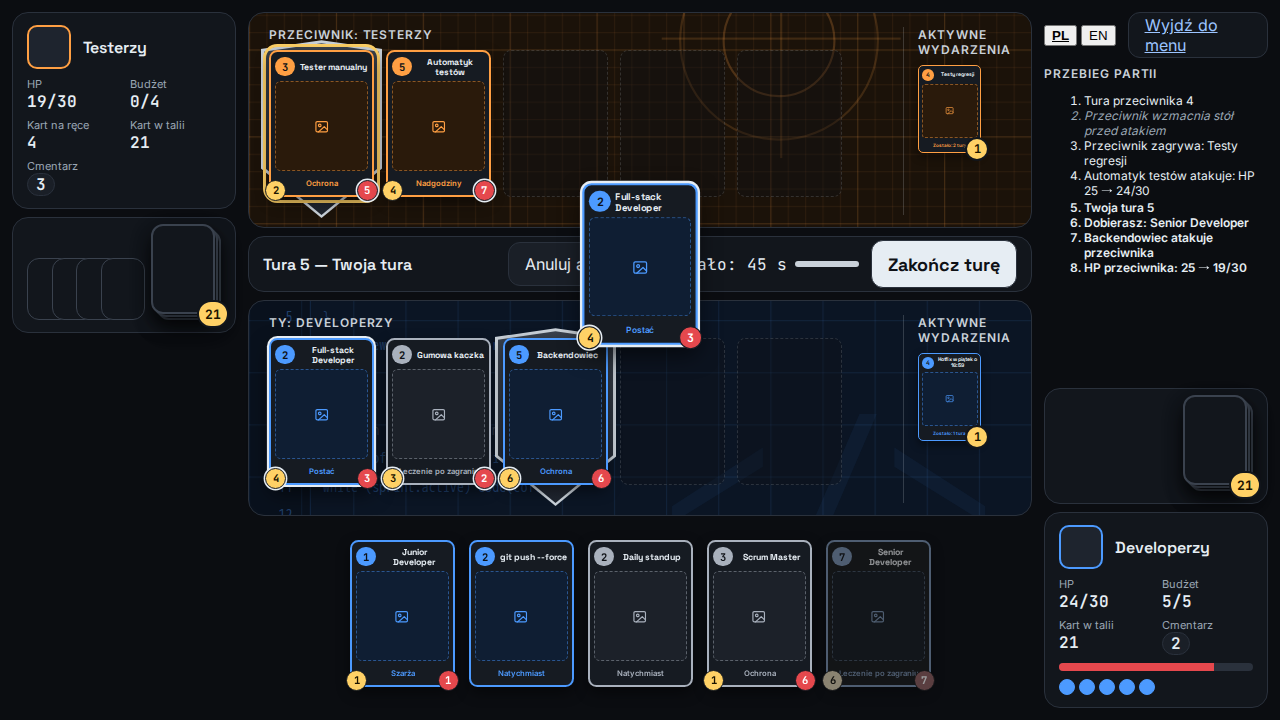 Testerzy
HP
19/30
Budżet
0/4
Kart na ręce
4
Kart w talii
21
Cmentarz
3
21
PRZECIWNIK: TESTERZY
3
Tester manualny
Ochrona
2
5
5
Automatyk
testów
Nadgodziny
4
7
AKTYWNE
WYDARZENIA
4
Testy regresji
1
Tura 5 — Twoja tura
Anuluj
45 s
Zakończ turę
2
Full-stack
Developer
Postać
4
3
TY: DEVELOPERZY
2
Full-stack
Developer
Postać
4
3
2
Gumowa kaczka
3
2
5
Backendowiec
Ochrona
6
6
AKTYWNE
WYDARZENIA
4
Hotfix w piątek o
16:59
1
1
Junior
Developer
Szarża
1
1
2
git push --force
Natychmiast
2
Daily standup
Natychmiast
3
Scrum Master
Ochrona
1
6
7
Senior
Developer
6
7
PL
EN
Wyjdź do
menu
PRZEBIEG PARTII
1. Tura przeciwnika 4
2. Przeciwnik wzmacnia stół
przed atakiem
3. Przeciwnik zagrywa: Testy
regresji
4. Automatyk testów atakuje: HP
25 → 24/30
5. Twoja tura 5
6. Dobierasz: Senior Developer
7. Backendowiec atakuje
przeciwnika
8. HP przeciwnika: 25 → 19/30
21
Developerzy
HP
24/30
Budżet
5/5
Kart w talii
21
Cmentarz
2